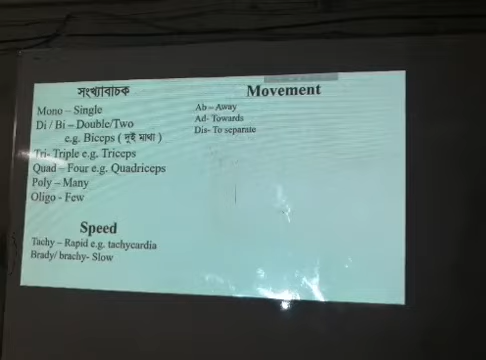 সংখ্যাবাচক
Mono – Single
Di / Bi – Double/Two
e.g. Biceps ( দুই মাথা )
Tri- Triple e.g. Triceps
Quad – Four e.g. Quadriceps
Poly – Many
Oligo - Few
Speed
Tachy – Rapid e.g. tachycardia
Brady/ brachy- Slow
Movement
Ab – Away
Ad- Towards
Dis- To separate